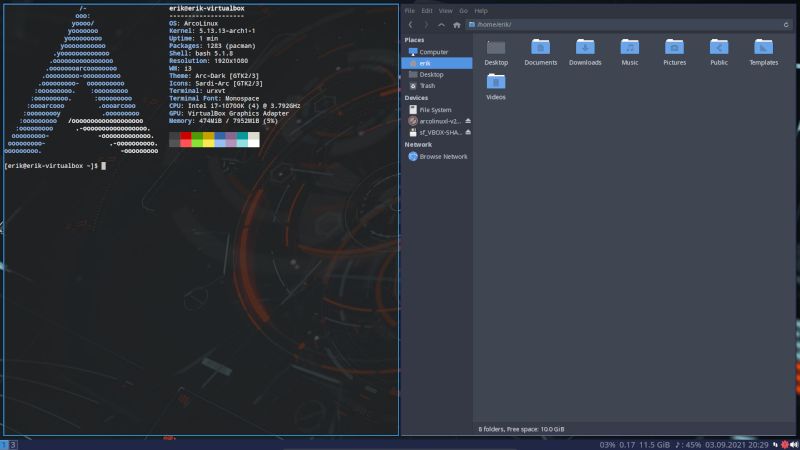 erik@erik-virtualbox
--------------------
OS: ArcoLinux
Kernel: 5.13.13-arch1-1
Uptime: 1 min
Packages: 1283 (pacman)
Shell: bash 5.1.8
Resolution: 1920x1080
WM: i3
Theme: Arc-Dark [GTK2/3]
Icons: Sardi-Arc [GTK2/3]
Terminal: urxvt
Terminal Font: Monospace
CPU: Intel i7-10700K (4) @ 3.792GHz
GPU: VirtualBox Graphics Adapter
Memory: 474MiB / 7952MiB (5%)
[erik@erik-virtualbox ~]$
File Edit View Go Help
/home/erik/
Places
Computer
erik
Desktop
Trash
Devices
File System
arcolinuxl-v2...
sf_VBOX-SHA...
Network
Browse Network
Desktop Documents Downloads Music Pictures Public Templates
Videos
8 folders, Free space: 10.0 GiB
1 3
03% 0.17 11.5 GiB ♪: 45% 03.09.2021 20:29